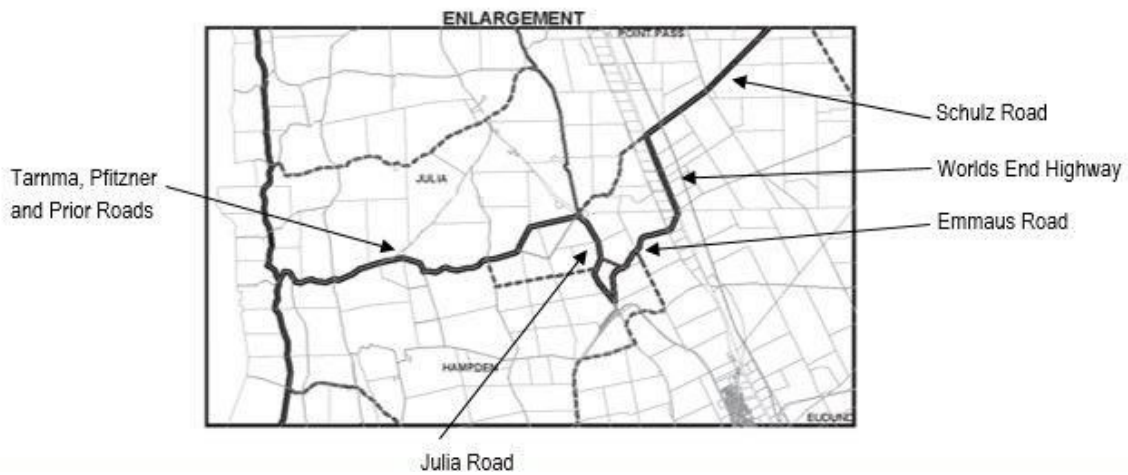 ENLARGEMENT
POINT PASS
Schulz Road
Worlds End Highway
Tarnma, Pfitzner
and Prior Roads
JULIA
Emmaus Road
HAMPDEN
EUDUND
Julia Road